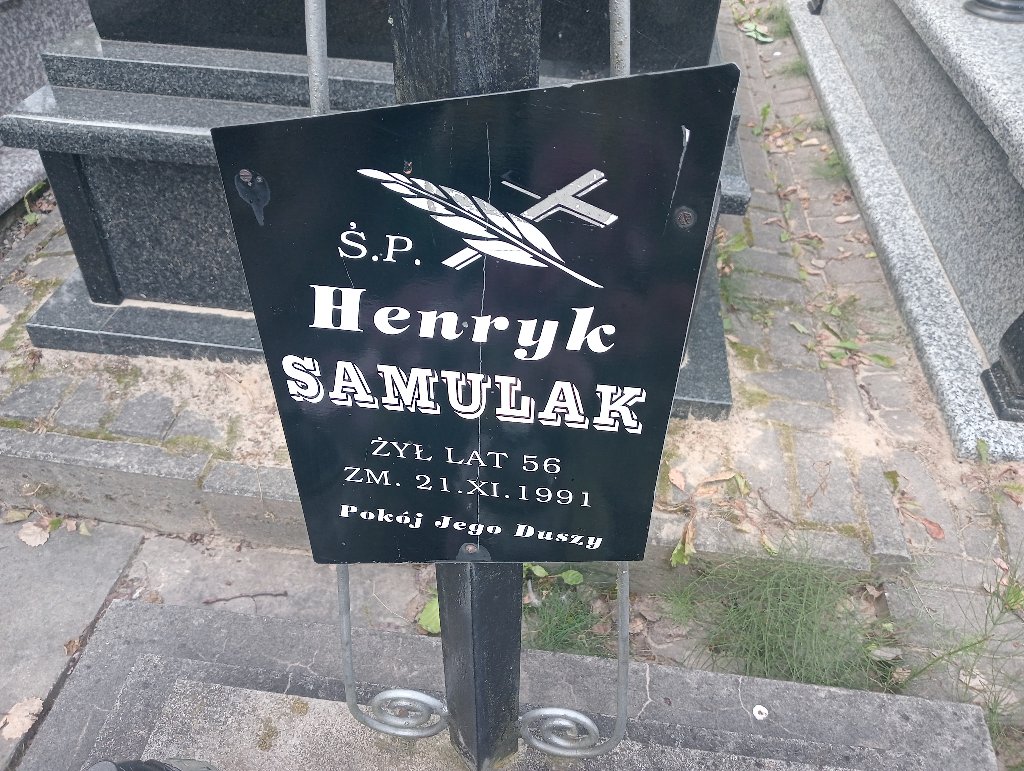 Ś.P.
Henryk
SAMULAK
ŻYŁ LAT 56
ZM. 21.XI.1991
Pokój Jego Duszy